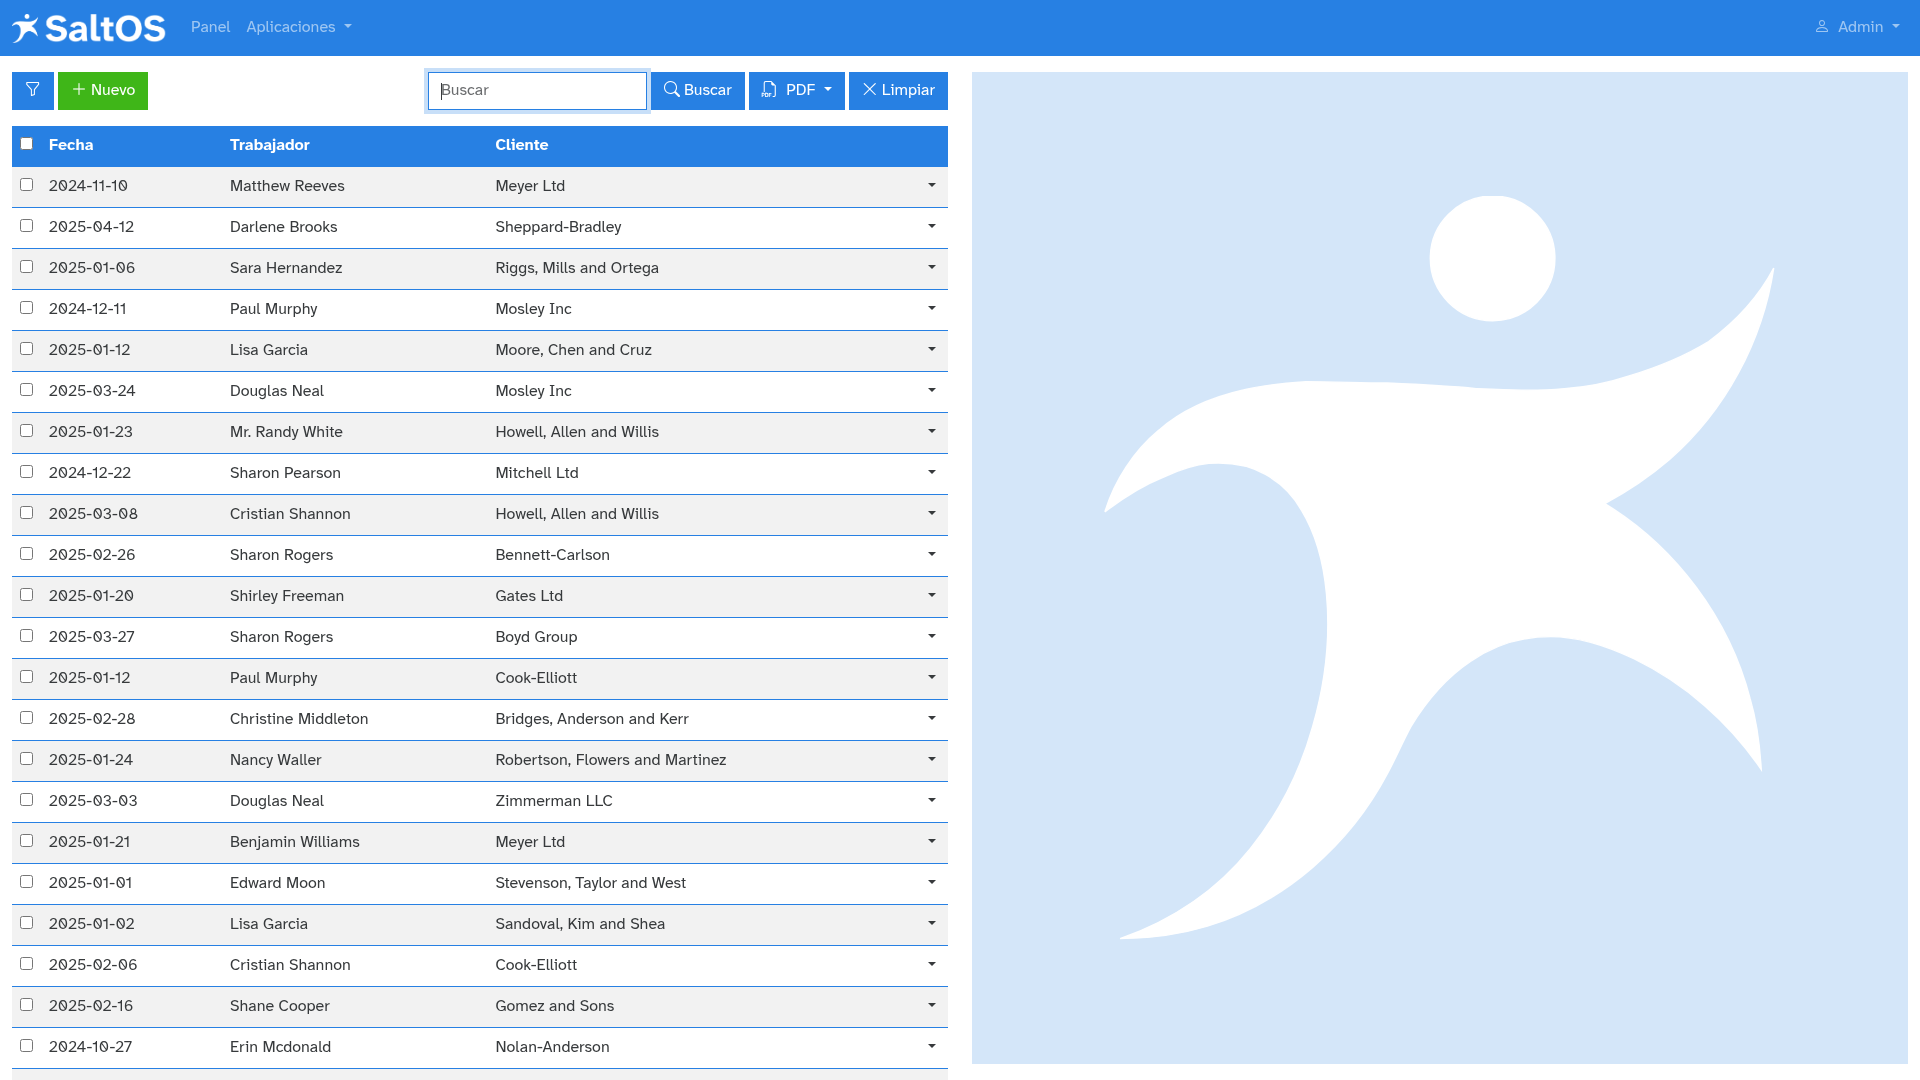 SaltOS Panel Aplicaciones Admin
Nuevo Buscar Buscar PDF Limpiar
Fecha Trabajador Cliente
2024-11-10 Matthew Reeves Meyer Ltd
2025-04-12 Darlene Brooks Sheppard-Bradley
2025-01-06 Sara Hernandez Riggs, Mills and Ortega
2024-12-11 Paul Murphy Mosley Inc
2025-01-12 Lisa Garcia Moore, Chen and Cruz
2025-03-24 Douglas Neal Mosley Inc
2025-01-23 Mr. Randy White Howell, Allen and Willis
2024-12-22 Sharon Pearson Mitchell Ltd
2025-03-08 Cristian Shannon Howell, Allen and Willis
2025-02-26 Sharon Rogers Bennett-Carlson
2025-01-20 Shirley Freeman Gates Ltd
2025-03-27 Sharon Rogers Boyd Group
2025-01-12 Paul Murphy Cook-Elliott
2025-02-28 Christine Middleton Bridges, Anderson and Kerr
2025-01-24 Nancy Waller Robertson, Flowers and Martinez
2025-03-03 Douglas Neal Zimmerman LLC
2025-01-21 Benjamin Williams Meyer Ltd
2025-01-01 Edward Moon Stevenson, Taylor and West
2025-01-02 Lisa Garcia Sandoval, Kim and Shea
2025-02-06 Cristian Shannon Cook-Elliott
2025-02-16 Shane Cooper Gomez and Sons
2024-10-27 Erin Mcdonald Nolan-Anderson